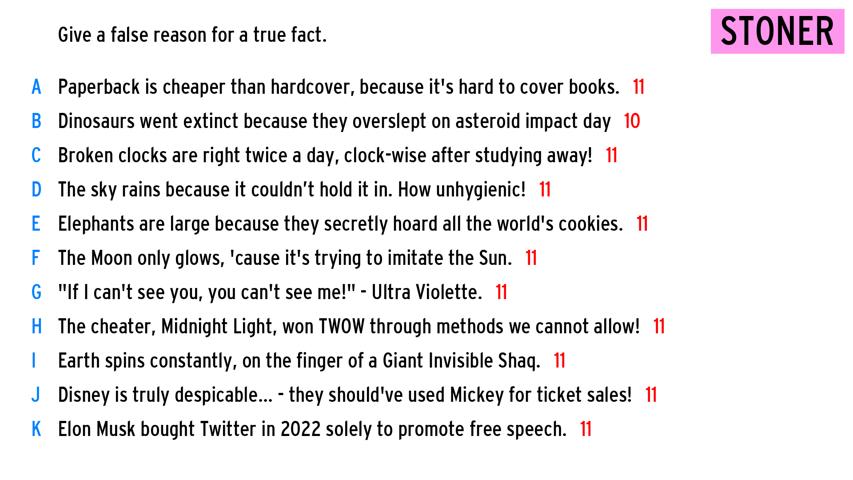 Give a false reason for a true fact.
STONER
A Paperback is cheaper than hardcover, because it's hard to cover books. 11
B Dinosaurs went extinct because they overslept on asteroid impact day 10
C Broken clocks are right twice a day, clock-wise after studying away! 11
D The sky rains because it couldn’t hold it in. How unhygienic! 11
E Elephants are large because they secretly hoard all the world's cookies. 11
F The Moon only glows, 'cause it's trying to imitate the Sun. 11
G "If I can't see you, you can't see me!" - Ultra Violette. 11
H The cheater, Midnight Light, won TWOW through methods we cannot allow! 11
I Earth spins constantly, on the finger of a Giant Invisible Shaq. 11
J Disney is truly despicable... - they should've used Mickey for ticket sales! 11
K Elon Musk bought Twitter in 2022 solely to promote free speech. 11